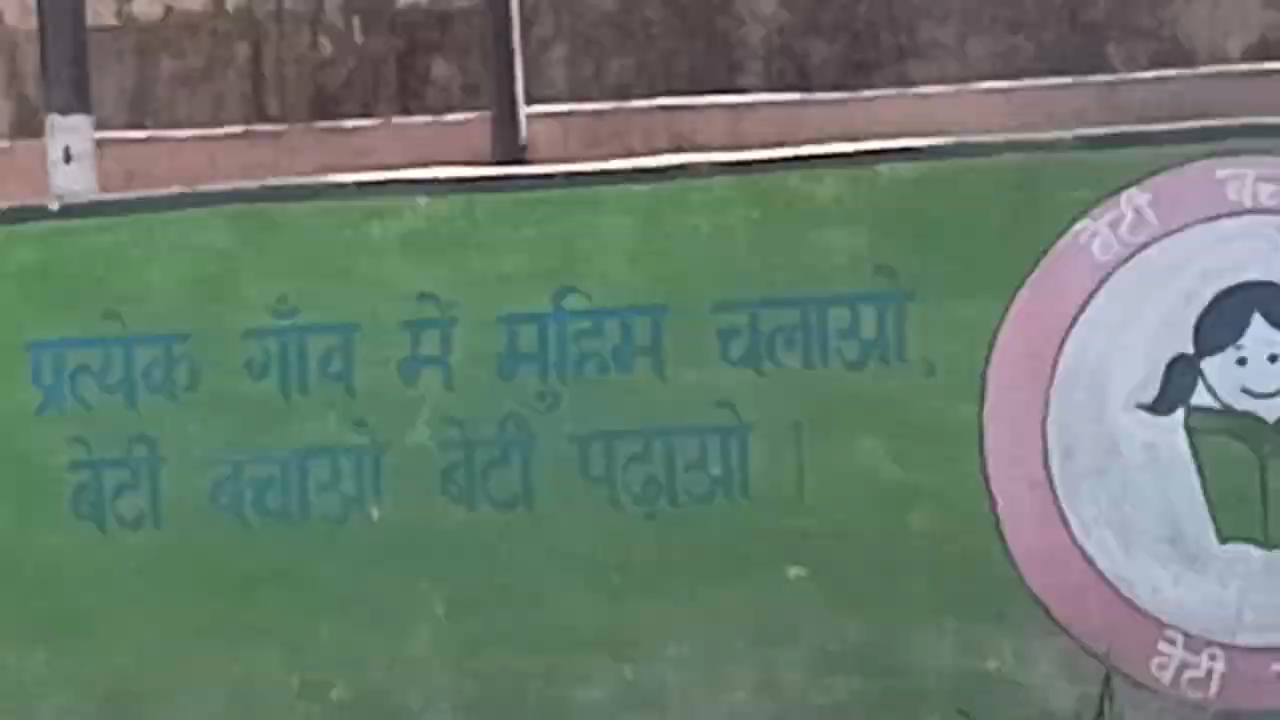 प्रत्येक गाँव में मुहिम चलाओ,
बेटी बचाओ बेटी पढ़ाओ।
बेटी
बेटी